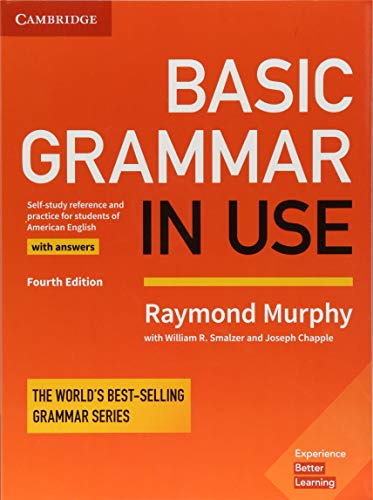 CAMBRIDGE
BASIC
GRAMMAR
IN USE
Self-study reference and
practice for students of
American English
with answers
Fourth Edition
Raymond Murphy
with William R. Smalzer and Joseph Chapple
THE WORLD'S BEST-SELLING
GRAMMAR SERIES
Experience
Better
Learning